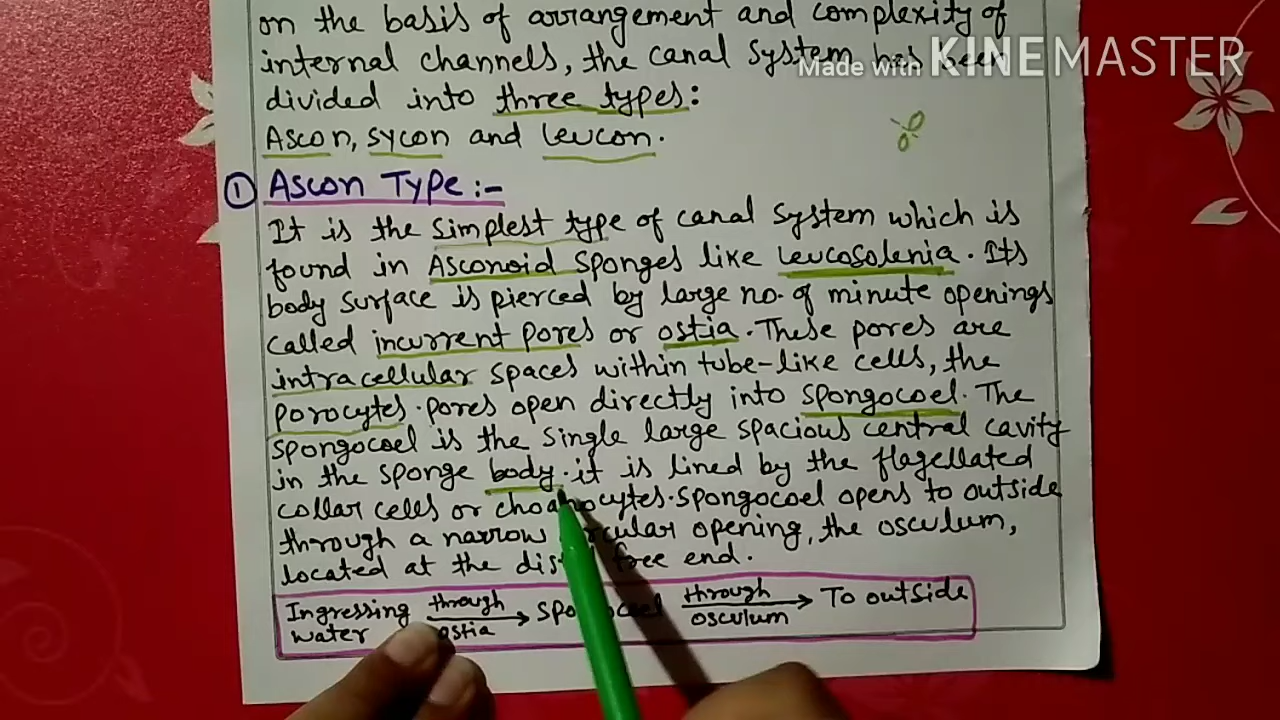 on the basis of arrangement and complexity of
internal channels, the canal system has been
Made with KINEMASTER
divided into three types:
Ascon, sycon and Leucon.
① Ascon Type :-
It is the simplest type of canal system which is
found in Asconoid sponges like Leucosolenia. Its
body surface is pierced by large no. of minute openings
called incurrent pores or ostia. These pores are
intracellular spaces within tube-like cells, the
porocytes. pores open directly into spongocoel. The
spongocoel is the single large spacious central cavity
in the sponge body. it is lined by the flagellated
collar cells or choanocytes. spongocoel opens to outside
through a narrow circular opening, the osculum,
located at the distal free end.
Ingressing water through ostia → spongocoel through osculum → To outside